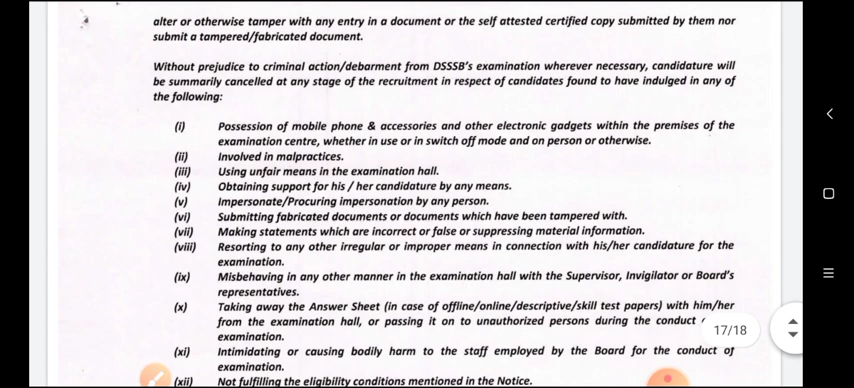 alter or otherwise tamper with any entry in a document or the self attested certified copy submitted by them nor
submit a tampered/fabricated document.
Without prejudice to criminal action/debarment from DSSSB's examination wherever necessary, candidature will
be summarily cancelled at any stage of the recruitment in respect of candidates found to have indulged in any of
the following:
(i) Possession of mobile phone & accessories and other electronic gadgets within the premises of the
examination centre, whether in use or in switch off mode and on person or otherwise.
(ii) Involved in malpractices.
(iii) Using unfair means in the examination hall.
(iv) Obtaining support for his / her candidature by any means.
(v) Impersonate/Procuring impersonation by any person.
(vi) Submitting fabricated documents or documents which have been tampered with.
(vii) Making statements which are incorrect or false or suppressing material information.
(viii) Resorting to any other irregular or improper means in connection with his/her candidature for the
examination.
(ix) Misbehaving in any other manner in the examination hall with the Supervisor, Invigilator or Board's
representatives.
(x) Taking away the Answer Sheet (in case of offline/online/descriptive/skill test papers) with him/her
from the examination hall, or passing it on to unauthorized persons during the conduct
examination.
17/18
(xi) Intimidating or causing bodily harm to the staff employed by the Board for the conduct of
examination.
(xii) Not fulfilling the eligibility conditions mentioned in the Notice.